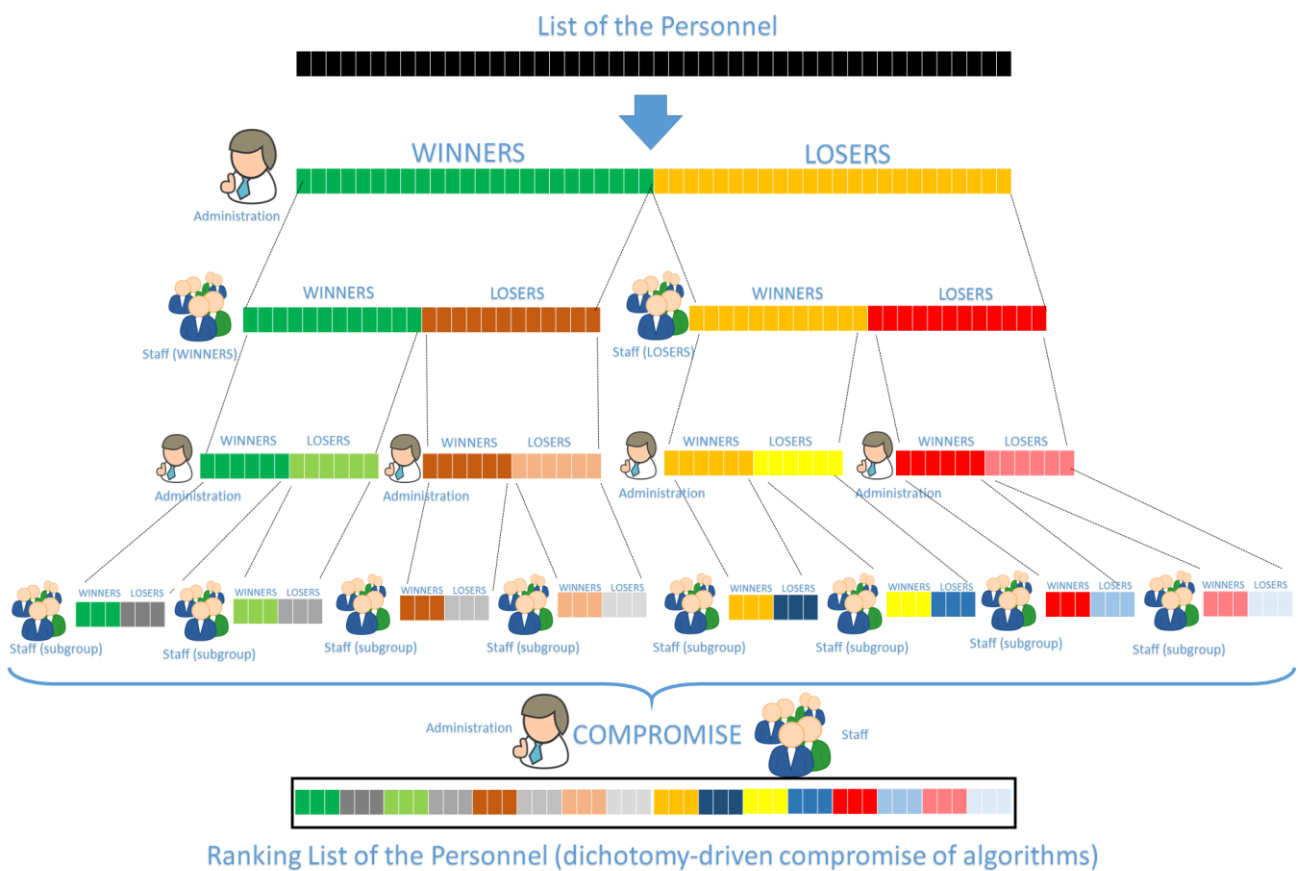 List of the Personnel
WINNERS LOSERS
Administration
WINNERS LOSERS WINNERS LOSERS
Staff (WINNERS) Staff (LOSERS)
WINNERS LOSERS WINNERS LOSERS WINNERS LOSERS WINNERS LOSERS
Administration Administration Administration Administration
WINNERS LOSERS WINNERS LOSERS WINNERS LOSERS WINNERS LOSERS WINNERS LOSERS WINNERS LOSERS WINNERS LOSERS WINNERS LOSERS
Staff (subgroup) Staff (subgroup) Staff (subgroup) Staff (subgroup) Staff (subgroup) Staff (subgroup) Staff (subgroup) Staff (subgroup)
Administration COMPROMISE Staff
Ranking List of the Personnel (dichotomy-driven compromise of algorithms)